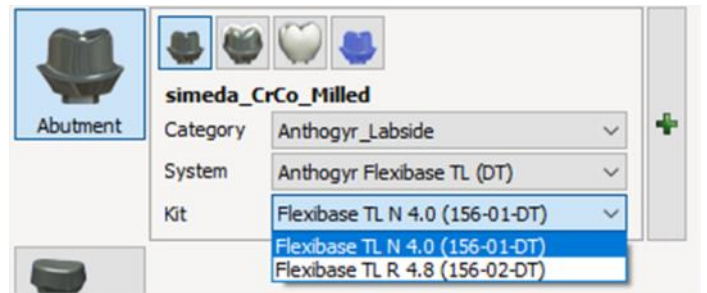 simeda_CrCo_Milled
Abutment
Category Anthogyr_Labside
System Anthogyr Flexibase TL (DT)
Kit Flexibase TL N 4.0 (156-01-DT)
Flexibase TL N 4.0 (156-01-DT)
Flexibase TL R 4.8 (156-02-DT)